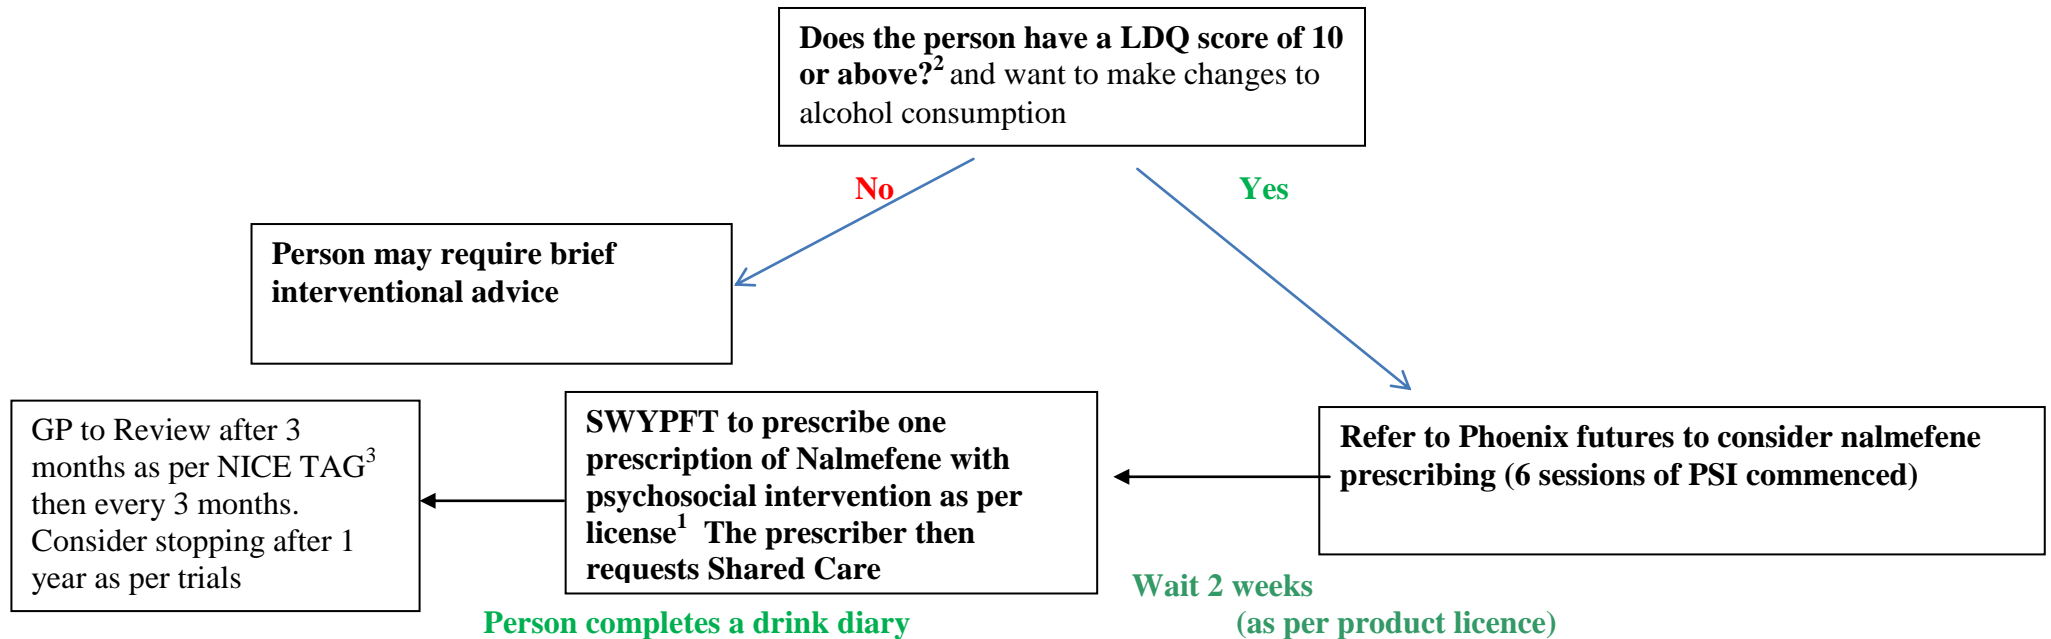 Does the person have a LDQ score of 10
or above?2 and want to make changes to
alcohol consumption
No
Yes
Person may require brief
interventional advice
GP to Review after 3
months as per NICE TAG3
then every 3 months.
Consider stopping after 1
year as per trials
SWYPFT to prescribe one
prescription of Nalmefene with
psychosocial intervention as per
license1 The prescriber then
requests Shared Care
Refer to Phoenix futures to consider nalmefene
prescribing (6 sessions of PSI commenced)
Wait 2 weeks
(as per product licence)
Person completes a drink diary